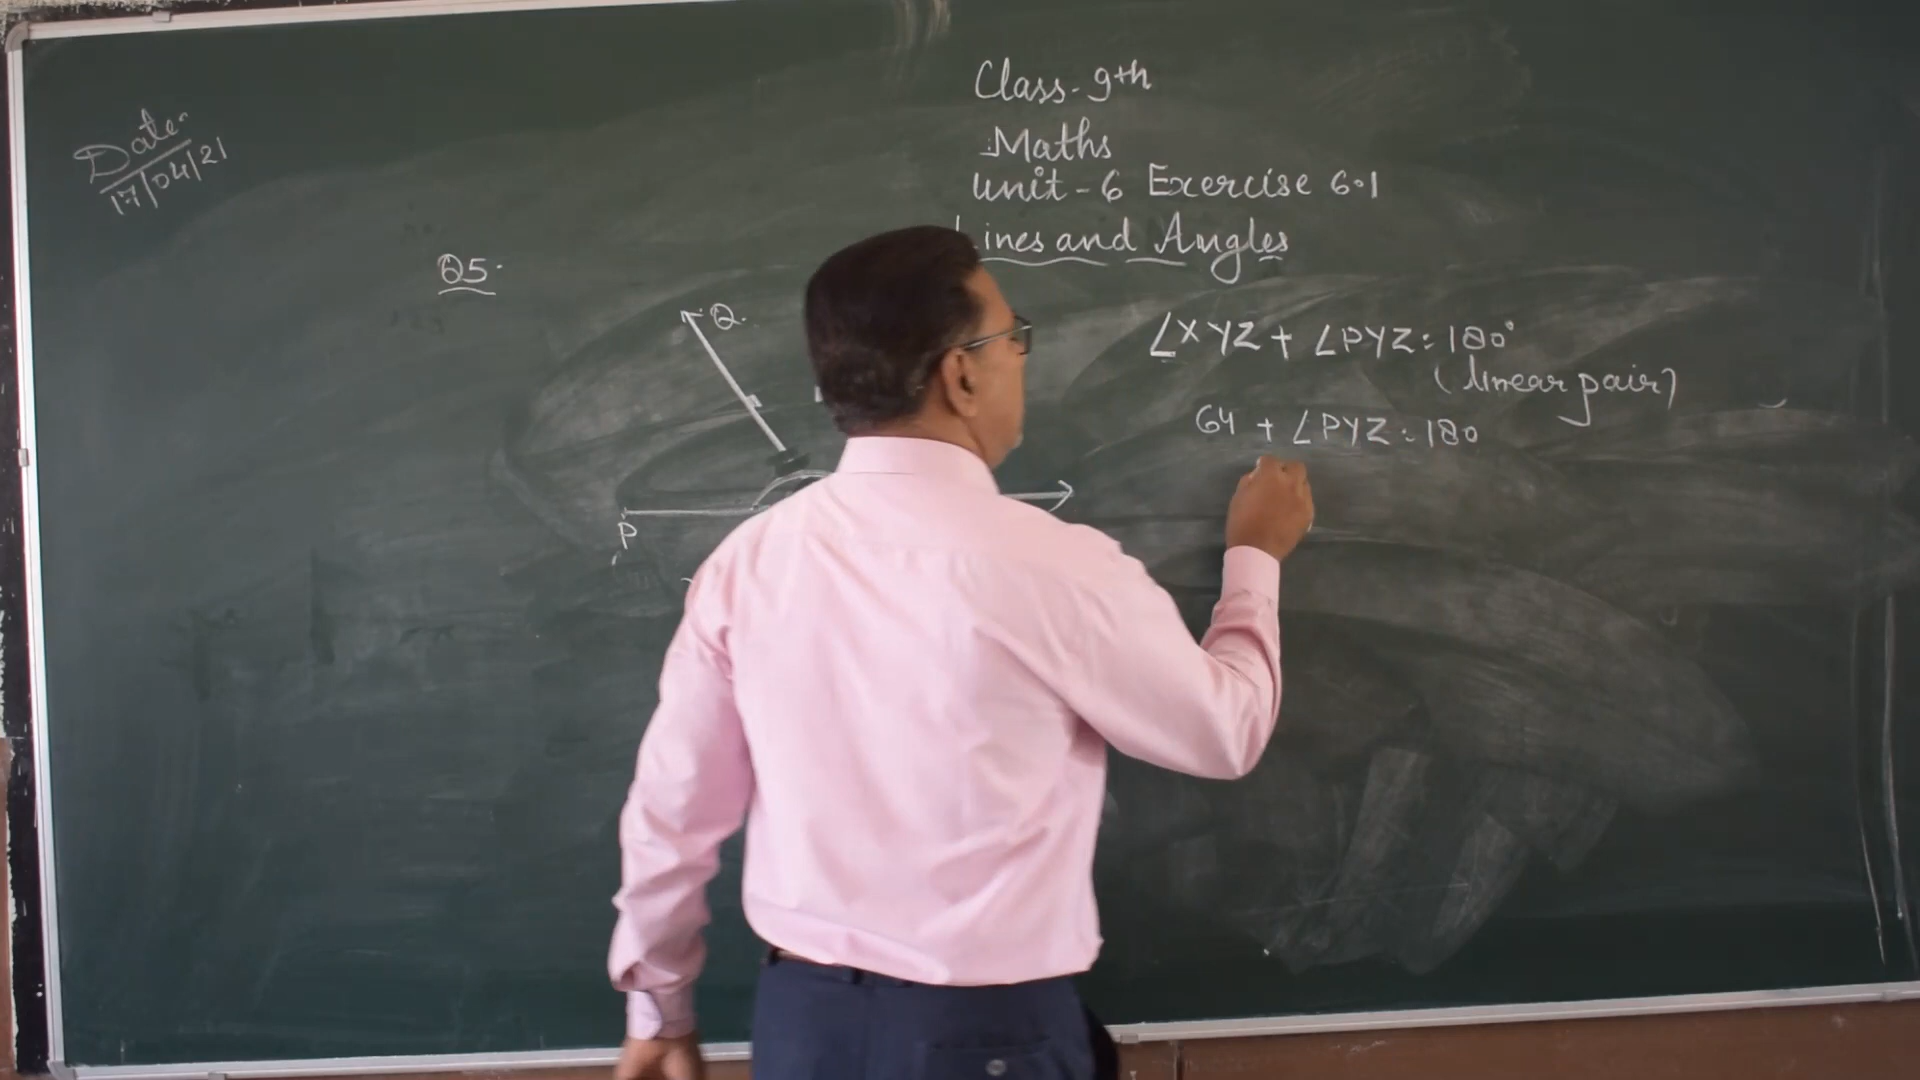 Date-
17/04/21
Class-9th
Maths
Unit-6 Exercise 6.1
Lines and Angles
Q5.
Q.
P
∠XYZ + ∠PYZ = 180°
(linear pair)
64 + ∠PYZ = 180